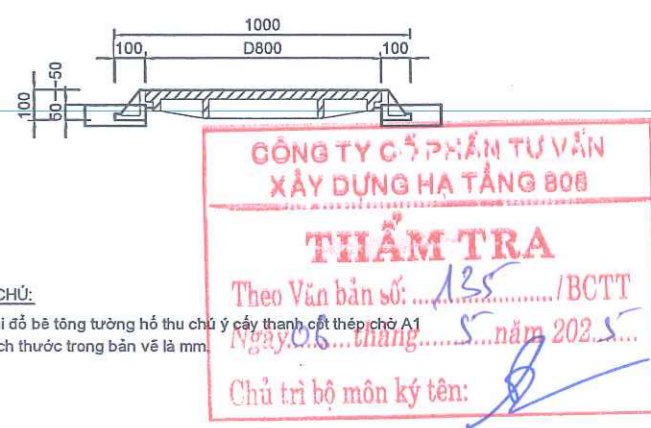 1000
100 D800 100
100 50 50
CÔNG TY CỔ PHẦN TƯ VẤN
XÂY DỰNG HẠ TẦNG 808
THẨM TRA
Theo Văn bản số: 135 /BCTT
Ngày 06 tháng 5 năm 2025
Chủ trì bộ môn ký tên:
CHÚ:
i đổ bê tông tường hố thu chú ý cấy thanh cốt thép chờ A1
ch thước trong bản vẽ là mm.